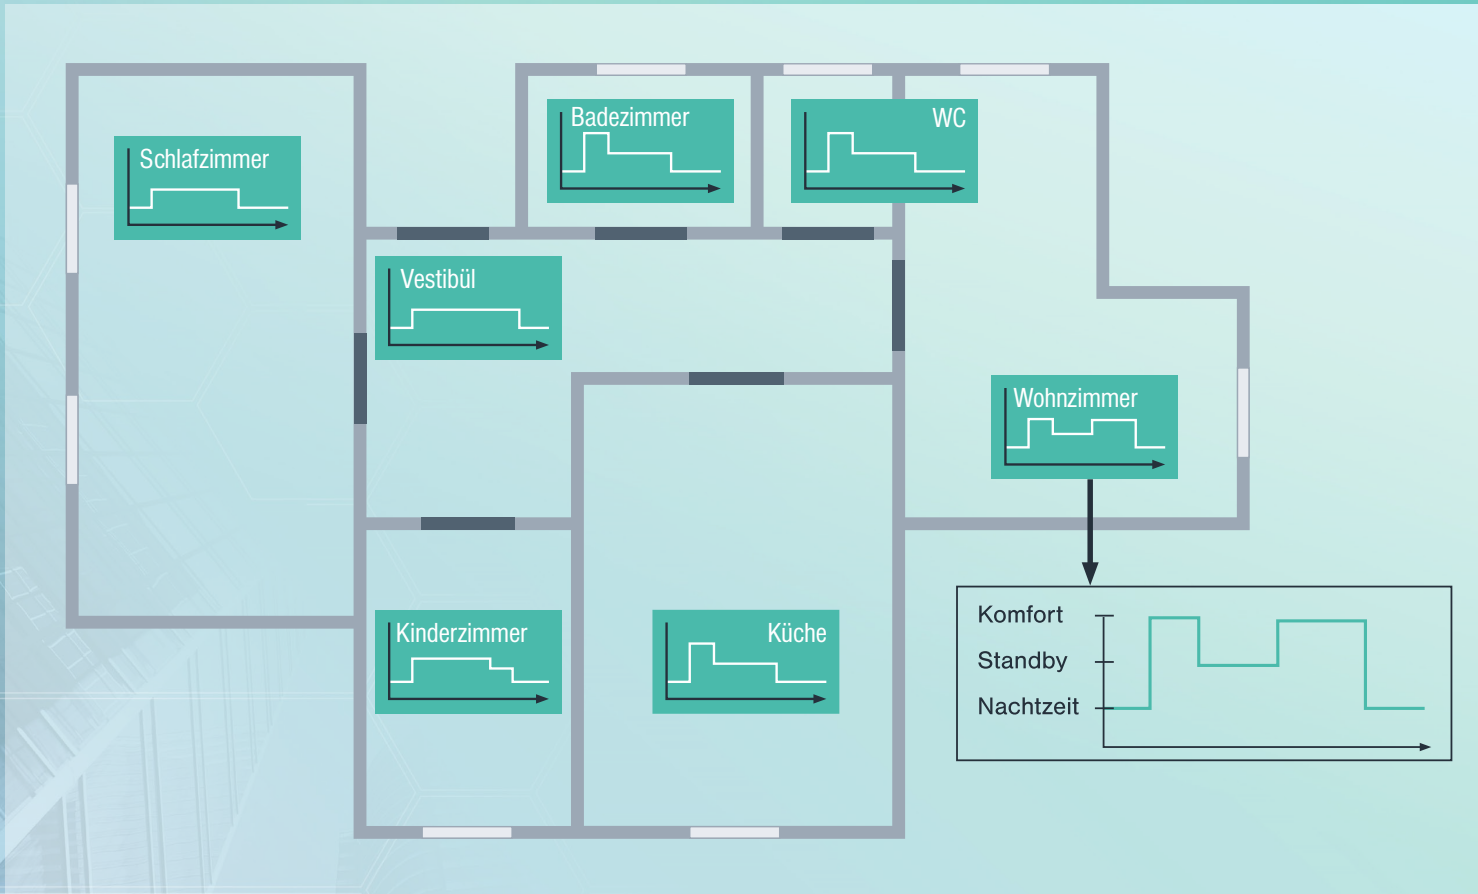 Badezimmer
WC
Schlafzimmer
Vestibül
Wohnzimmer
Kinderzimmer
Küche
Komfort
Standby
Nachtzeit